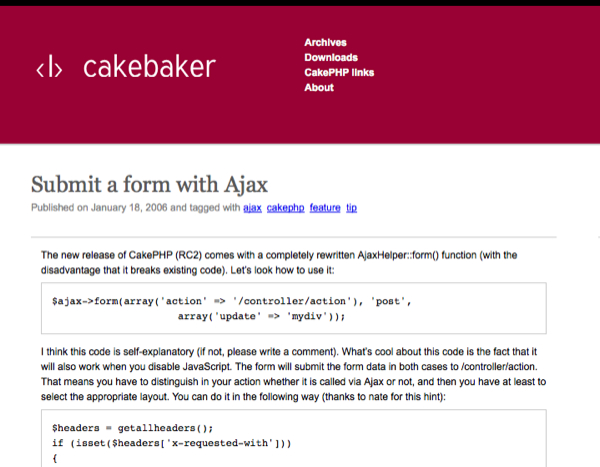 <|> cakebaker
Archives
Downloads
CakePHP links
About
Submit a form with Ajax
Published on January 18, 2006 and tagged with ajax cakephp feature tip
The new release of CakePHP (RC2) comes with a completely rewritten AjaxHelper::form() function (with the
disadvantage that it breaks existing code). Let's look how to use it:
$ajax->form(array('action' => '/controller/action'), 'post',
array('update' => 'mydiv'));
I think this code is self-explanatory (if not, please write a comment). What's cool about this code is the fact that it
will also work when you disable JavaScript. The form will submit the form data in both cases to /controller/action.
That means you have to distinguish in your action whether it is called via Ajax or not, and then you have at least to
select the appropriate layout. You can do it in the following way (thanks to nate for this hint):
$headers = getallheaders();
if (isset($headers['x-requested-with']))
{